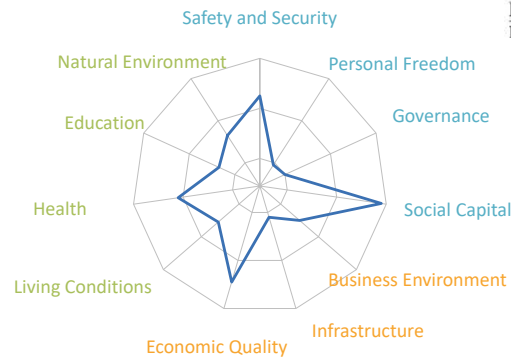 Safety and Security
Natural Environment
Personal Freedom
Education
Governance
Health
Social Capital
Living Conditions
Business Environment
Infrastructure
Economic Quality